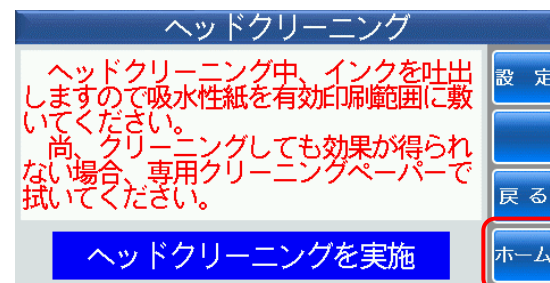 ヘッドクリーニング
ヘッドクリーニング中、インクを吐出
しますので吸水性紙を有効印刷範囲に敷
いてください。
尚、クリーニングしても効果が得られ
ない場合、専用クリーニングペーパーで
拭いてください。
ヘッドクリーニングを実施
設 定
戻 る
ホーム